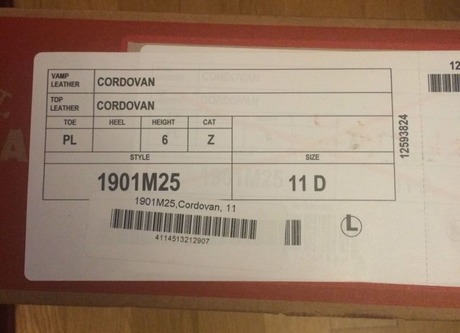 12
VAMP LEATHER CORDOVAN
TOP LEATHER CORDOVAN
TOE HEEL HEIGHT CAT
PL 6 Z
STYLE SIZE
1901M25 11 D
1901M25,Cordovan, 11
4114513212907
L
12593824